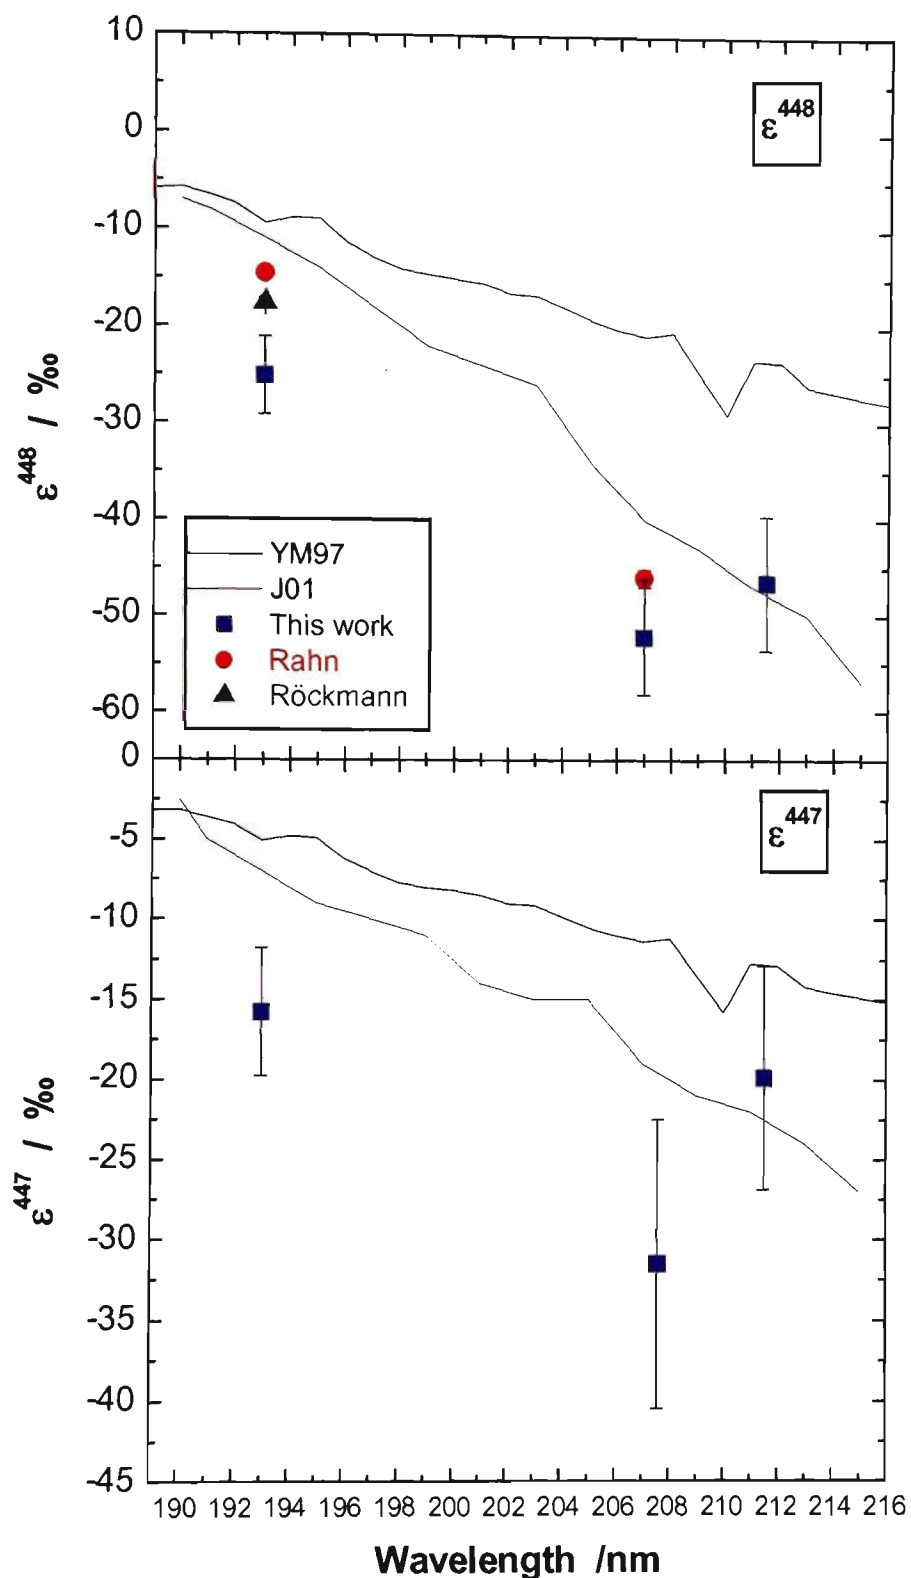 10
0
-10
-20
-30
-40
-50
-60
ε448 / ‰
ε448
YM97
J01
This work
Rahn
Röckmann
0
-5
-10
-15
-20
-25
-30
-35
-40
-45
ε447 / ‰
ε447
190 192 194 196 198 200 202 204 206 208 210 212 214 216
Wavelength /nm